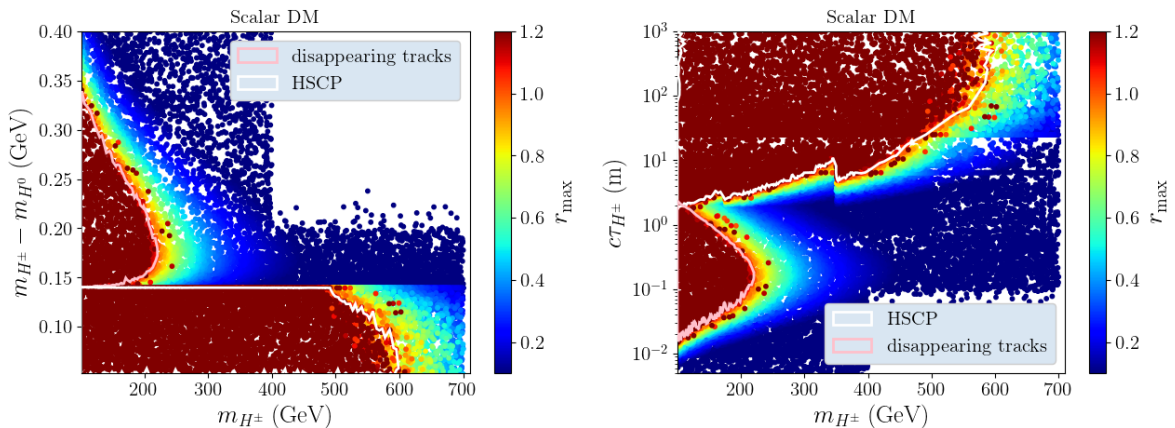 Scalar DM
0.40
0.35
0.30
0.25
0.20
0.15
0.10
m_{H^±} − m_{H^0} (GeV)
disappearing tracks
HSCP
200 300 400 500 600 700
m_{H^±} (GeV)
1.2
1.0
0.8
0.6
0.4
0.2
r_max
Scalar DM
10^3
10^2
10^1
10^0
10^{−1}
10^{−2}
cτ_{H^±} (m)
HSCP
disappearing tracks
200 300 400 500 600 700
m_{H^±} (GeV)
1.2
1.0
0.8
0.6
0.4
0.2
r_max